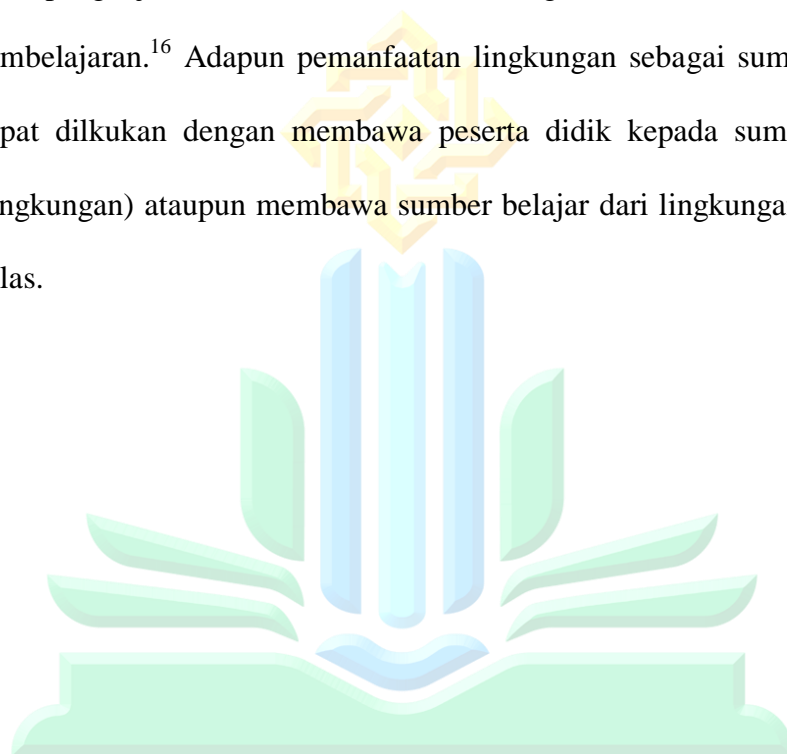 mbelajaran.16 Adapun pemanfaatan lingkungan sebagai sum
pat dilkukan dengan membawa peserta didik kepada sum
ngkungan) ataupun membawa sumber belajar dari lingkunga
las.